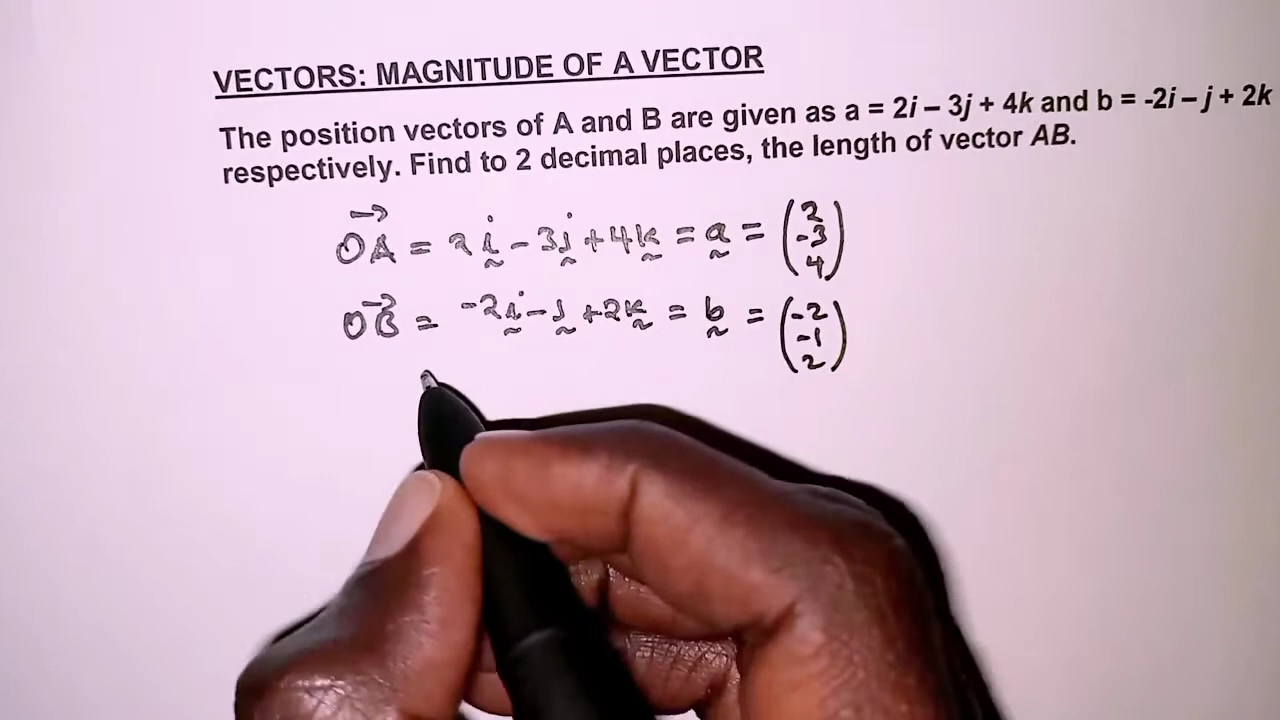 VECTORS: MAGNITUDE OF A VECTOR
The position vectors of A and B are given as a = 2i – 3j + 4k and b = -2i – j + 2k
respectively. Find to 2 decimal places, the length of vector AB.
OA = 2i - 3j + 4k = a = (2 -3 4)
OB = -2i - j + 2k = b = (-2 -1 2)